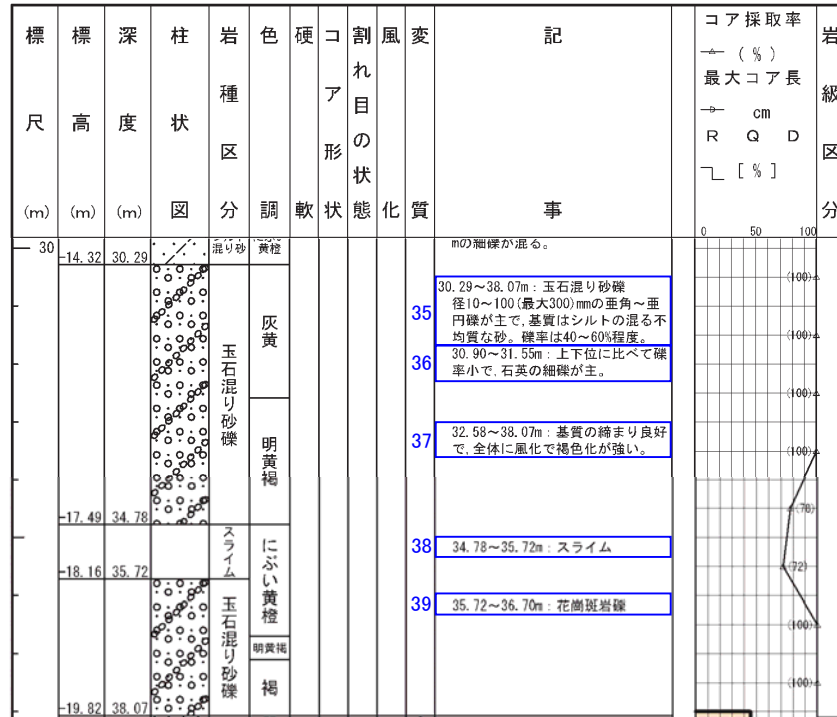 標尺(m)
標高(m)
深度(m)
柱状図
岩種区分
色調
硬軟
コア形状
割れ目の状態
風化
変質
記事
コア採取率
(%)
最大コア長
cm
RQD
[%]
岩級区分
0 50 100
30
-14.32 30.29
混り砂
黄橙
mの細礫が混る。
(100)
35
30.29~38.07m:玉石混り砂礫
径10~100(最大300)mmの亜角~亜
円礫が主で,基質はシルトの混る不
均質な砂。礫率は40~60%程度。
灰黄
(100)
玉石混り砂礫
36
30.90~31.55m:上下位に比べて礫
率小で,石英の細礫が主。
(100)
明黄褐
37
32.58~38.07m:基質の締まり良好
で,全体に風化で褐色化が強い。
(100)
-17.49 34.78
(78)
スライム
にぶい黄橙
38
34.78~35.72m:スライム
-18.16 35.72
(72)
玉石混り砂礫
39
35.72~36.70m:花崗斑岩礫
(100)
明黄褐
褐
(100)
-19.82 38.07